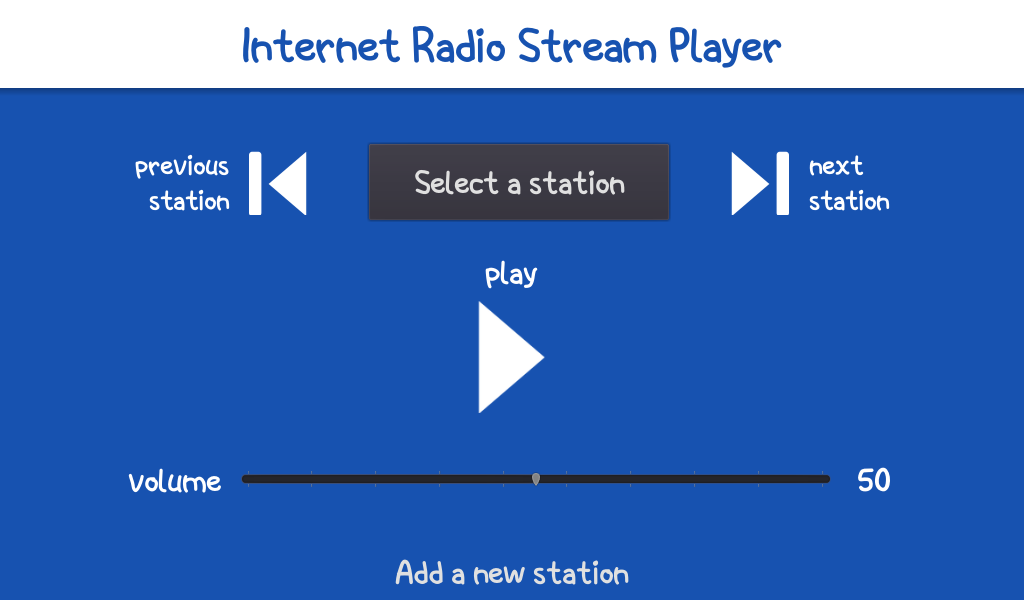 Internet Radio Stream Player
previous
station
Select a station
next
station
play
volume
50
Add a new station